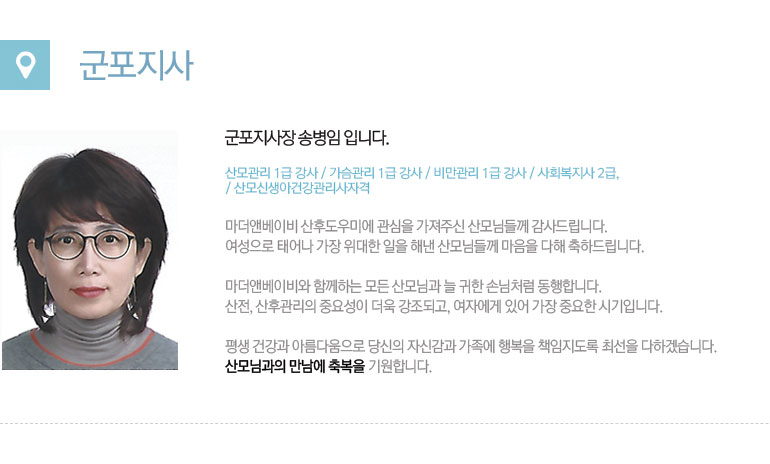 군포지사
군포지사장 송병임 입니다.
산모관리 1급 강사 / 가슴관리 1급 강사 / 비만관리 1급 강사 / 사회복지사 2급,
/ 산모신생아건강관리사자격
마더앤베이비 산후도우미에 관심을 가져주신 산모님들께 감사드립니다.
여성으로 태어나 가장 위대한 일을 해낸 산모님들께 마음을 다해 축하드립니다.
마더앤베이비와 함께하는 모든 산모님과 늘 귀한 손님처럼 동행합니다.
산전, 산후관리의 중요성이 더욱 강조되고, 여자에게 있어 가장 중요한 시기입니다.
평생 건강과 아름다움으로 당신의 자신감과 가족에 행복을 책임지도록 최선을 다하겠습니다.
산모님과의 만남에 축복을 기원합니다.